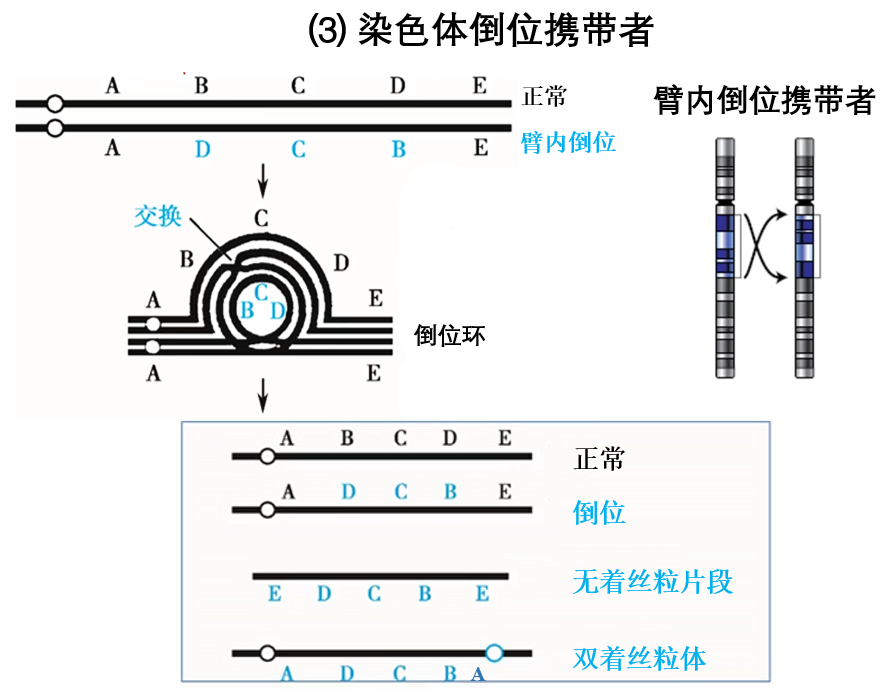 (3) 染色体倒位携带者
A B C D E 正常
A D C B E 臂内倒位
臂内倒位携带者
交换
C
B D
A E
C
B D
倒位环
A E
A B C D E 正常
A D C B E 倒位
E D C B E 无着丝粒片段
A D C B A 双着丝粒体